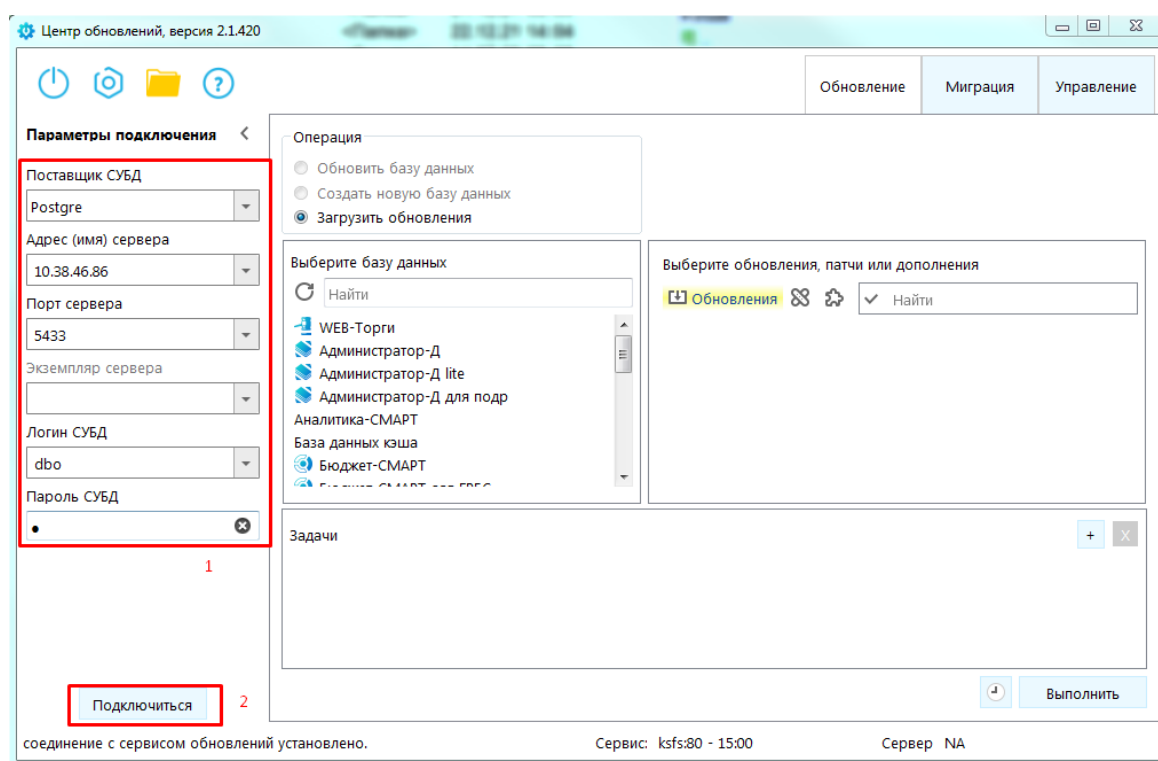 Центр обновлений, версия 2.1.420
Обновление
Миграция
Управление
Параметры подключения
Поставщик СУБД
Postgre
Адрес (имя) сервера
10.38.46.86
Порт сервера
5433
Экземпляр сервера
Логин СУБД
dbo
Пароль СУБД
1
Подключиться
2
Операция
Обновить базу данных
Создать новую базу данных
Загрузить обновления
Выберите базу данных
Найти
WEB-Торги
Администратор-Д
Администратор-Д lite
Администратор-Д для подр
Аналитика-СМАРТ
База данных кэша
Бюджет-СМАРТ
Выберите обновления, патчи или дополнения
Обновления
Найти
Задачи
+
X
Выполнить
соединение с сервисом обновлений установлено.
Сервис: ksfs:80 - 15:00
Сервер NA